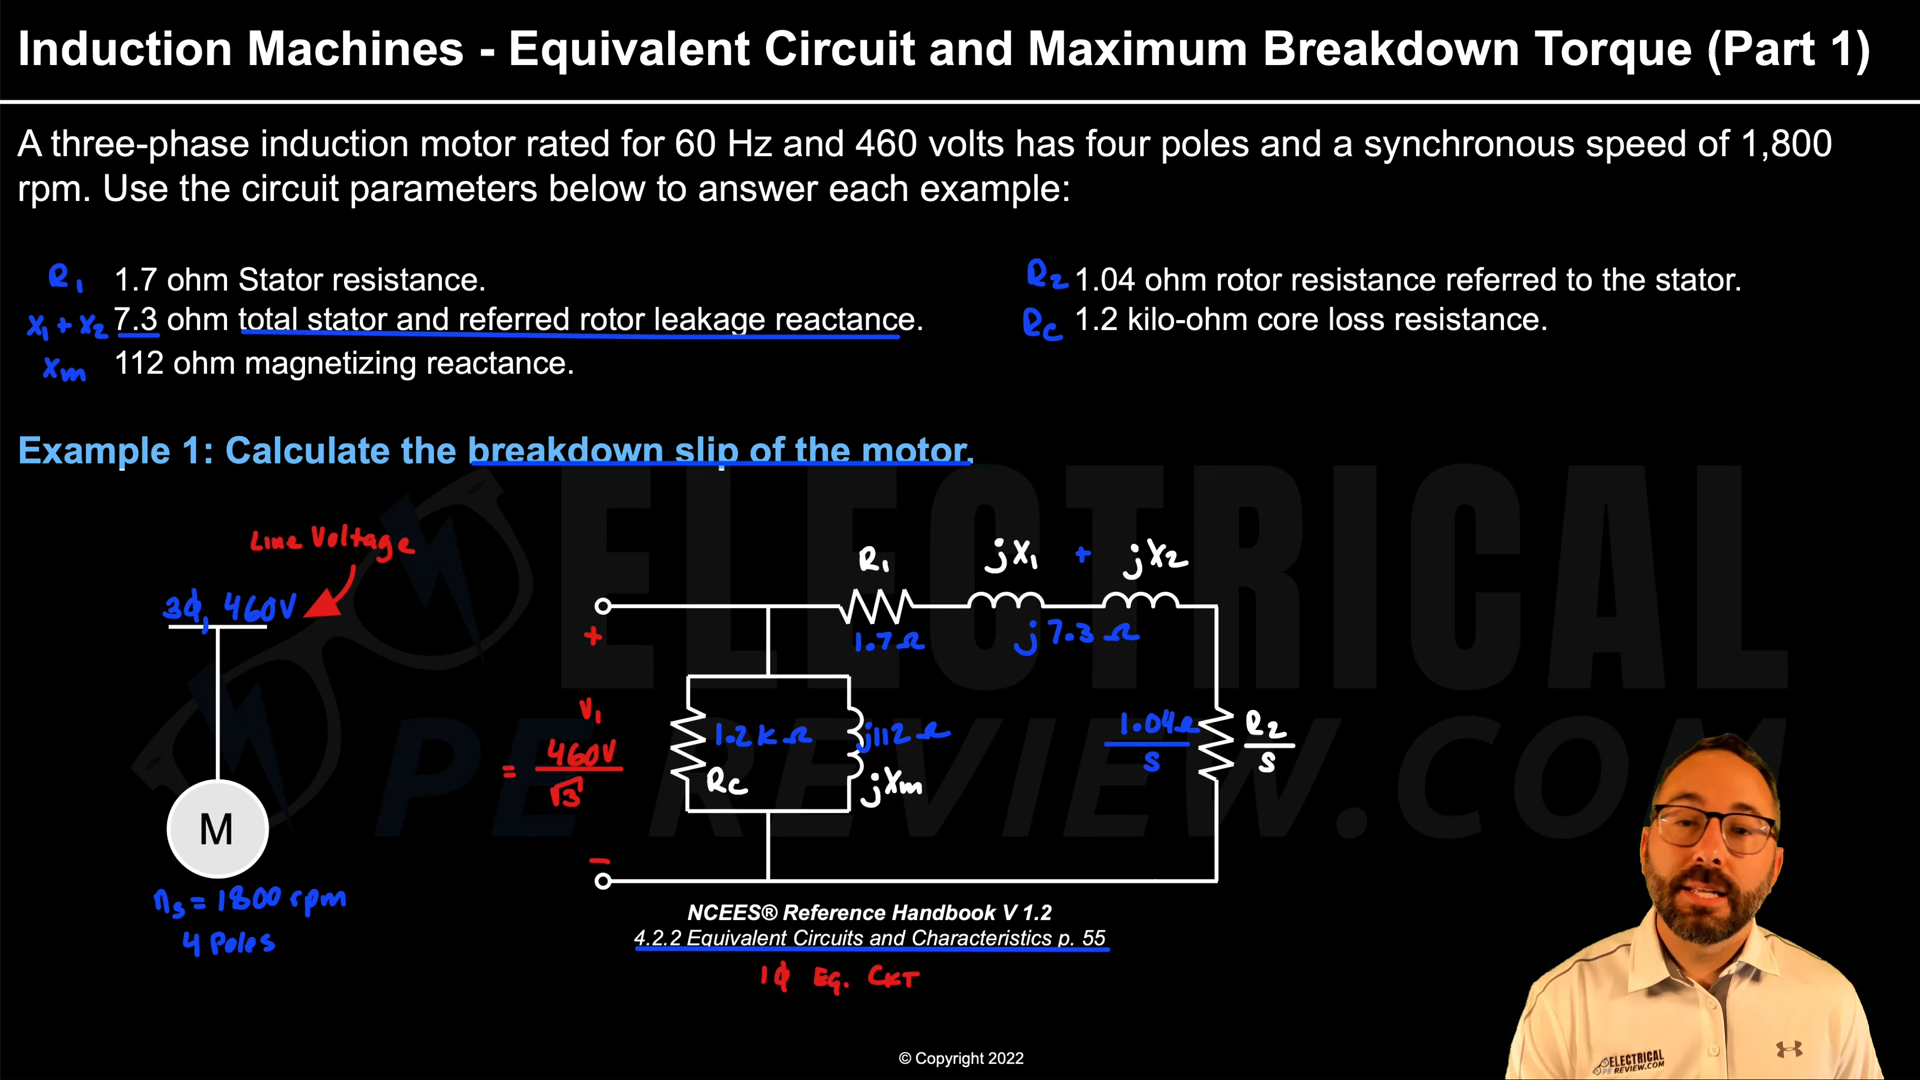 Induction Machines - Equivalent Circuit and Maximum Breakdown Torque (Part 1)
A three-phase induction motor rated for 60 Hz and 460 volts has four poles and a synchronous speed of 1,800
rpm. Use the circuit parameters below to answer each example:
R1 1.7 ohm Stator resistance.
R2 1.04 ohm rotor resistance referred to the stator.
X1 + X2 7.3 ohm total stator and referred rotor leakage reactance.
Rc 1.2 kilo-ohm core loss resistance.
Xm 112 ohm magnetizing reactance.
Example 1: Calculate the breakdown slip of the motor.
ELECTRICAL
PE REVIEW.COM
Line Voltage
3ϕ, 460V
M
ns = 1800 rpm
4 Poles
R1
jX1 + jX2
1.7Ω
j 7.3 Ω
+
V1
= 460V
√3
−
1.2kΩ
Rc
j112Ω
jXm
1.04Ω
s
R2
s
NCEES® Reference Handbook V 1.2
4.2.2 Equivalent Circuits and Characteristics p. 55
1ϕ Eq. CKT
© Copyright 2022
ELECTRICAL
PE REVIEW.COM